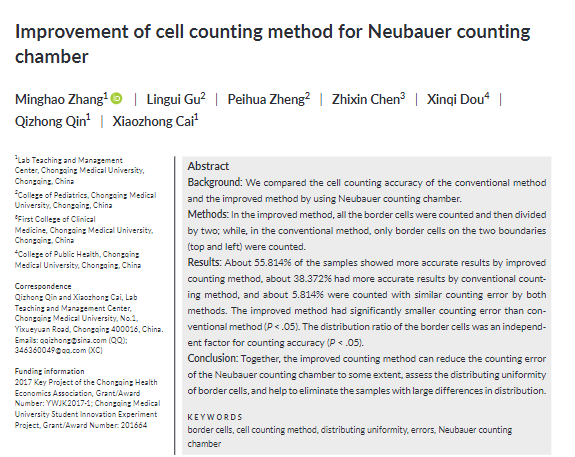 Improvement of cell counting method for Neubauer counting
chamber
Minghao Zhang1 iD | Lingui Gu2 | Peihua Zheng2 | Zhixin Chen3 | Xinqi Dou4 |
Qizhong Qin1 | Xiaozhong Cai1
1Lab Teaching and Management
Center, Chongqing Medical University,
Chongqing, China
2College of Pediatrics, Chongqing Medical
University, Chongqing, China
3First College of Clinical
Medicine, Chongqing Medical University,
Chongqing, China
4College of Public Health, Chongqing
Medical University, Chongqing, China
Correspondence
Qizhong Qin and Xiaozhong Cai, Lab
Teaching and Management Center,
Chongqing Medical University, No.1,
Yixueyuan Road, Chongqing 400016, China.
Emails: qqizhong@sina.com (QQ);
346360049@qq.com (XC)
Funding information
2017 Key Project of the Chongqing Health
Economics Association, Grant/Award
Number: YWJK2017-1; Chongqing Medical
University Student Innovation Experiment
Project, Grant/Award Number: 201664
Abstract
Background: We compared the cell counting accuracy of the conventional method
and the improved method by using Neubauer counting chamber.
Methods: In the improved method, all the border cells were counted and then divided
by two; while, in the conventional method, only border cells on the two boundaries
(top and left) were counted.
Results: About 55.814% of the samples showed more accurate results by improved
counting method, about 38.372% had more accurate results by conventional count-
ing method, and about 5.814% were counted with similar counting error by both
methods. The improved method had significantly smaller counting error than con-
ventional method (P < .05). The distribution ratio of the border cells was an independ-
ent factor for counting accuracy (P < .05).
Conclusion: Together, the improved counting method can reduce the counting error
of the Neubauer counting chamber to some extent, assess the distributing uniformity
of border cells, and help to eliminate the samples with large differences in distribution.
KEYWORDS
border cells, cell counting method, distributing uniformity, errors, Neubauer counting
chamber